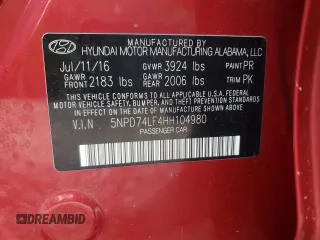 MANUFACTURED BY
HYUNDAI MOTOR MANUFACTURING ALABAMA, LLC
Jul/11/16 GVWR 3924 lbs PAINT PR
GAWR FRONT 2183 lbs GAWR REAR 2006 lbs TRIM PK
THIS VEHICLE CONFORMS TO ALL APPLICABLE
FEDERAL MOTOR VEHICLE SAFETY, BUMPER,
AND THEFT PREVENTION STANDARDS IN EFFECT
ON THE DATE OF MANUFACTURE SHOWN ABOVE.
V.I.N 5NPD74LF4HH104980
PASSENGER CAR
CARDEBAID